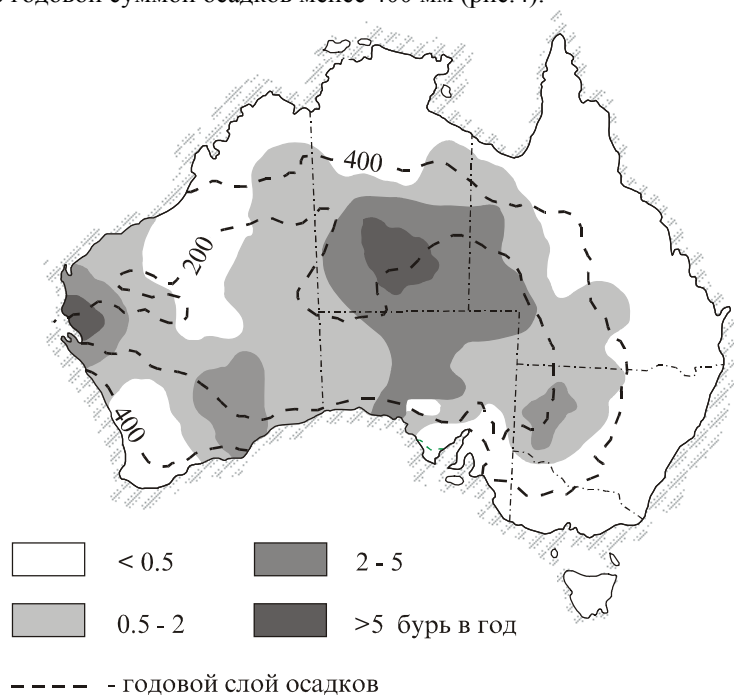 с годовой суммой осадков менее 400 мм (рис.4).
400
200
400
< 0.5
2 - 5
0.5 - 2
>5 бурь в год
- годовой слой осадков